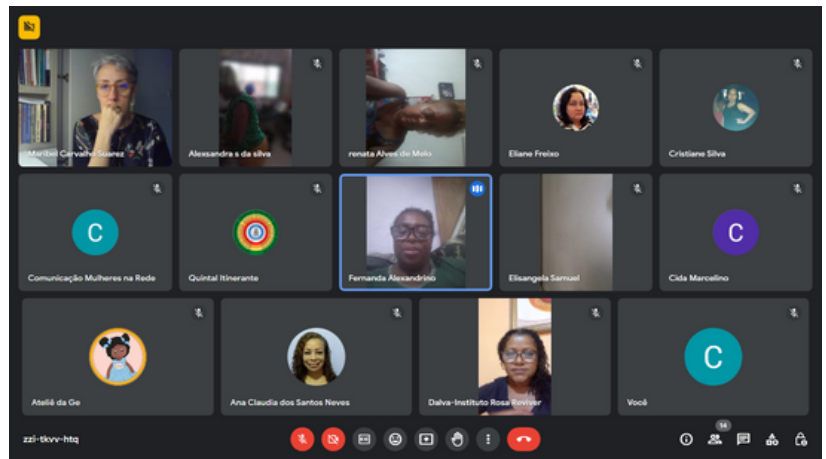 Maribel Carvalho Suarez
Alessandra s da silva
renata Alves de Melo
Eliane Freixo
Cristiane Silva
C
Comunicação Mulheres na Rede
Quintal Itinerante
Fernanda Alexandrino
Elisangela Samuel
C
Cida Marcelino
Ateliê da Ge
Ana Claudia dos Santos Neves
Dalva-Instituto Rosa Reviver
C
Você
zzi-tkvv-htq
14